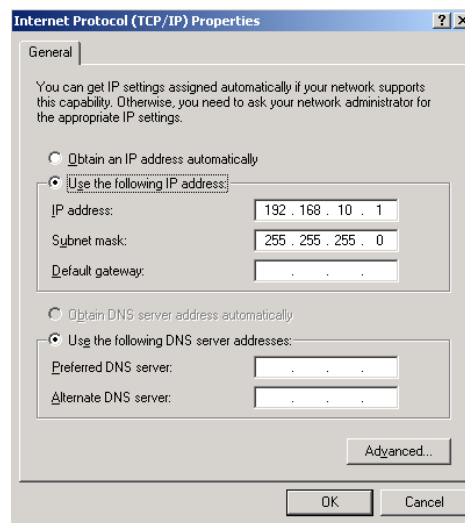 Internet Protocol (TCP/IP) Properties
General
You can get IP settings assigned automatically if your network supports
this capability. Otherwise, you need to ask your network administrator for
the appropriate IP settings.
Obtain an IP address automatically
Use the following IP address:
IP address: 192 . 168 . 10 . 1
Subnet mask: 255 . 255 . 255 . 0
Default gateway: . . .
Obtain DNS server address automatically
Use the following DNS server addresses:
Preferred DNS server: . . .
Alternate DNS server: . . .
Advanced...
OK Cancel